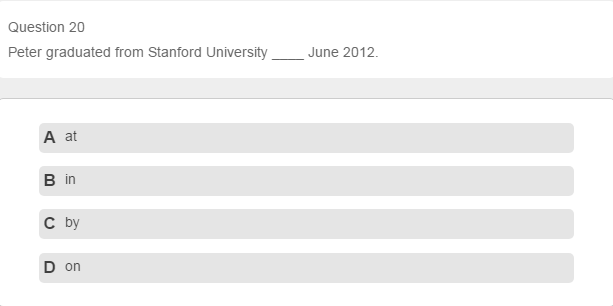 Question 20
Peter graduated from Stanford University ____ June 2012.
A at
B in
C by
D on